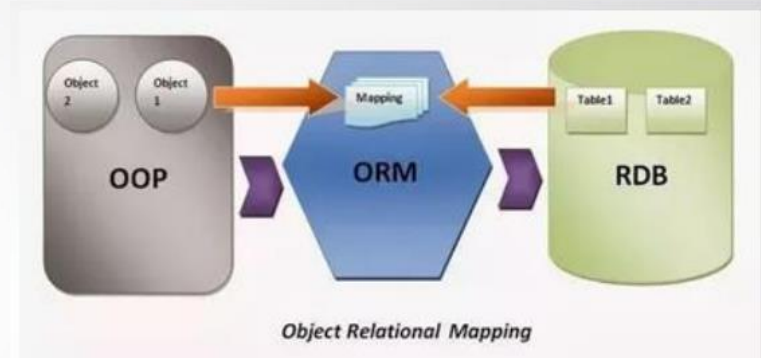 Object
2
Object
1
Mapping
Table1
Table2
OOP
ORM
RDB
Object Relational Mapping